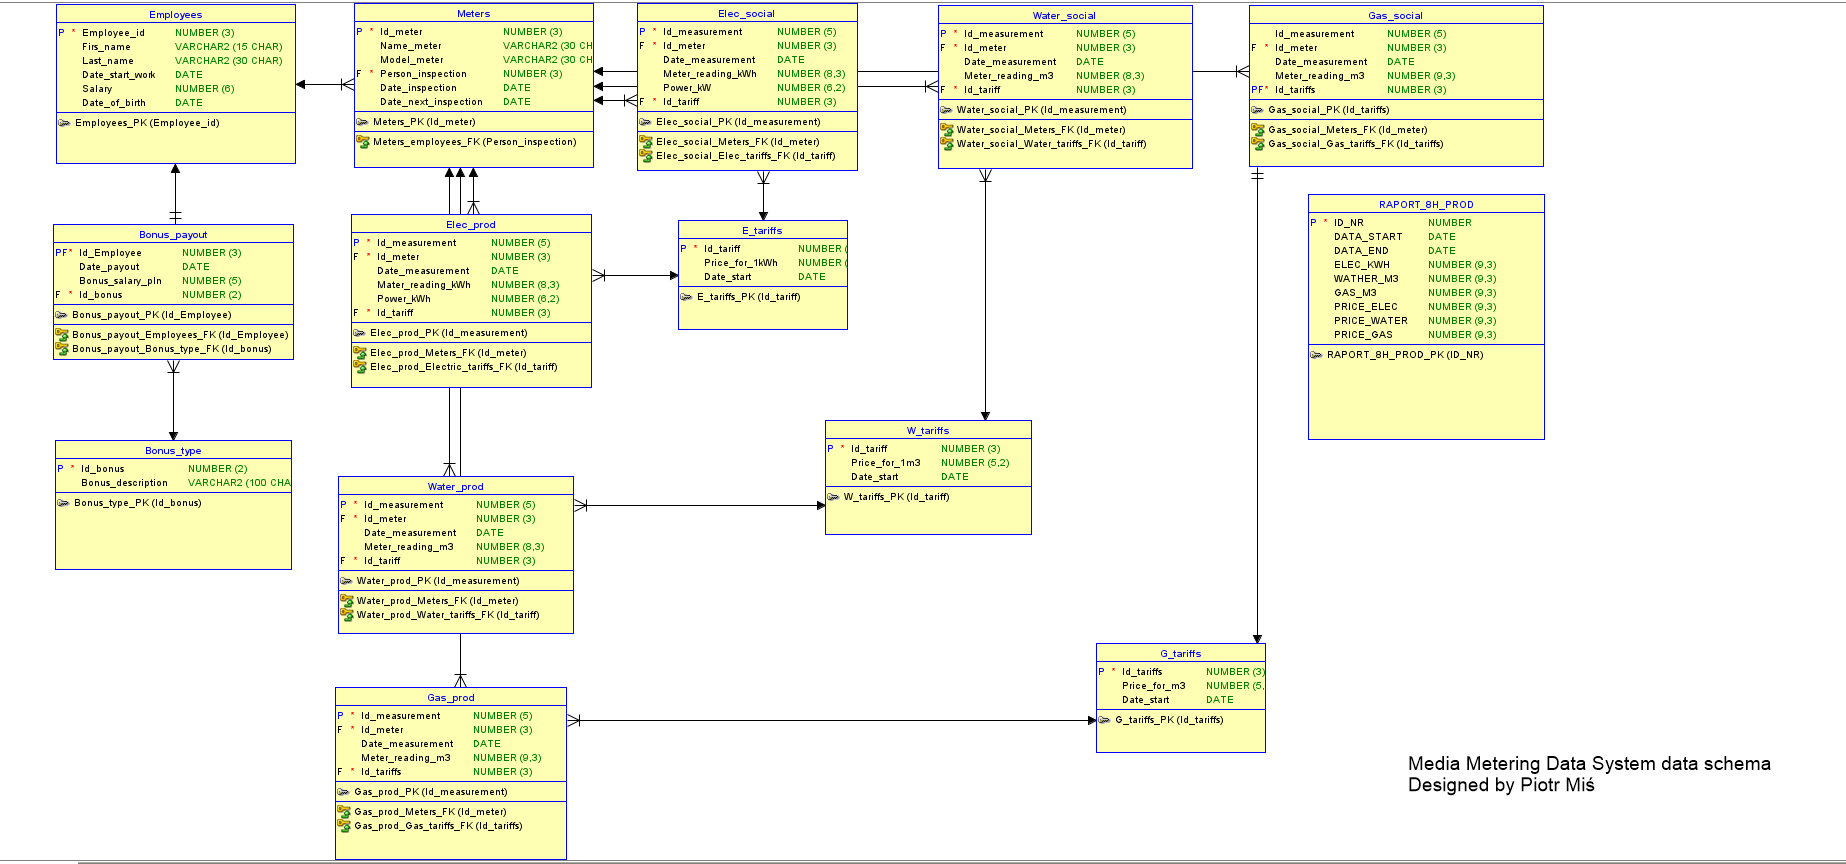 Employees
P * Employee_id NUMBER (3)
Firs_name VARCHAR2 (15 CHAR)
Last_name VARCHAR2 (30 CHAR)
Date_start_work DATE
Salary NUMBER (6)
Date_of_birth DATE
Employees_PK (Employee_id)
Meters
P * Id_meter NUMBER (3)
Name_meter VARCHAR2 (30 CH
Model_meter VARCHAR2 (30 CH
F * Person_inspection NUMBER (3)
Date_inspection DATE
Date_next_inspection DATE
Meters_PK (Id_meter)
Meters_employees_FK (Person_inspection)
Elec_social
P * Id_measurement NUMBER (5)
F * Id_meter NUMBER (3)
Date_measurement DATE
Meter_reading_kWh NUMBER (8,3)
Power_kW NUMBER (6,2)
F * Id_tariff NUMBER (3)
Elec_social_PK (Id_measurement)
Elec_social_Meters_FK (Id_meter)
Elec_social_Elec_tariffs_FK (Id_tariff)
Water_social
P * Id_measurement NUMBER (5)
F * Id_meter NUMBER (3)
Date_measurement DATE
Meter_reading_m3 NUMBER (8,3)
F * Id_tariff NUMBER (3)
Water_social_PK (Id_measurement)
Water_social_Meters_FK (Id_meter)
Water_social_Water_tariffs_FK (Id_tariff)
Gas_social
Id_measurement NUMBER (5)
F * Id_meter NUMBER (3)
Date_measurement DATE
Meter_reading_m3 NUMBER (9,3)
PF* Id_tariffs NUMBER (3)
Gas_social_PK (Id_tariffs)
Gas_social_Meters_FK (Id_meter)
Gas_social_Gas_tariffs_FK (Id_tariffs)
Bonus_payout
PF* Id_Employee NUMBER (3)
Date_payout DATE
Bonus_salary_pln NUMBER (5)
F * Id_bonus NUMBER (2)
Bonus_payout_PK (Id_Employee)
Bonus_payout_Employees_FK (Id_Employee)
Bonus_payout_Bonus_type_FK (Id_bonus)
Elec_prod
P * Id_measurement NUMBER (5)
F * Id_meter NUMBER (3)
Date_measurement DATE
Mater_reading_kWh NUMBER (8,3)
Power_kWh NUMBER (6,2)
F * Id_tariff NUMBER (3)
Elec_prod_PK (Id_measurement)
Elec_prod_Meters_FK (Id_meter)
Elec_prod_Electric_tariffs_FK (Id_tariff)
E_tariffs
P * Id_tariff NUMBER (
Price_for_1kWh NUMBER (
Date_start DATE
E_tariffs_PK (Id_tariff)
RAPORT_8H_PROD
P * ID_NR NUMBER
DATA_START DATE
DATA_END DATE
ELEC_KWH NUMBER (9,3)
WATHER_M3 NUMBER (9,3)
GAS_M3 NUMBER (9,3)
PRICE_ELEC NUMBER (9,3)
PRICE_WATER NUMBER (9,3)
PRICE_GAS NUMBER (9,3)
RAPORT_8H_PROD_PK (ID_NR)
Bonus_type
P * Id_bonus NUMBER (2)
Bonus_description VARCHAR2 (100 CHA
Bonus_type_PK (Id_bonus)
W_tariffs
P * Id_tariff NUMBER (3)
Price_for_1m3 NUMBER (5,2)
Date_start DATE
W_tariffs_PK (Id_tariff)
Water_prod
P * Id_measurement NUMBER (5)
F * Id_meter NUMBER (3)
Date_measurement DATE
Meter_reading_m3 NUMBER (8,3)
F * Id_tariff NUMBER (3)
Water_prod_PK (Id_measurement)
Water_prod_Meters_FK (Id_meter)
Water_prod_Water_tariffs_FK (Id_tariff)
G_tariffs
P * Id_tariffs NUMBER (3)
Price_for_m3 NUMBER (5,
Date_start DATE
G_tariffs_PK (Id_tariffs)
Gas_prod
P * Id_measurement NUMBER (5)
F * Id_meter NUMBER (3)
Date_measurement DATE
Meter_reading_m3 NUMBER (9,3)
F * Id_tariffs NUMBER (3)
Gas_prod_PK (Id_measurement)
Gas_prod_Meters_FK (Id_meter)
Gas_prod_Gas_tariffs_FK (Id_tariffs)
Media Metering Data System data schema
Designed by Piotr Miś